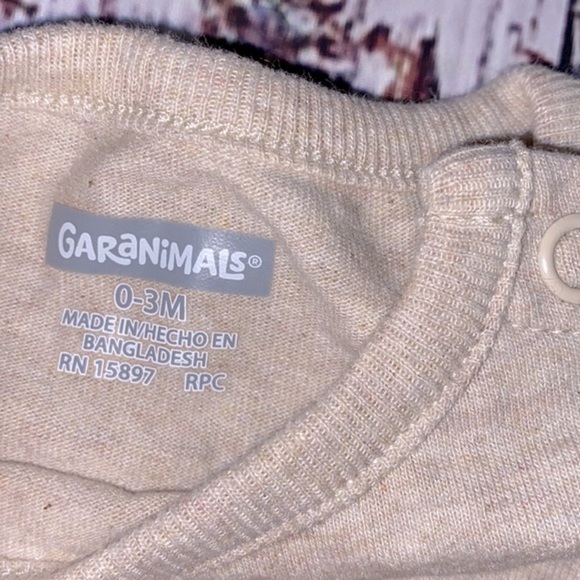 GARANIMALS®
0-3M
MADE IN/HECHO EN
BANGLADESH
RN 15897 RPC